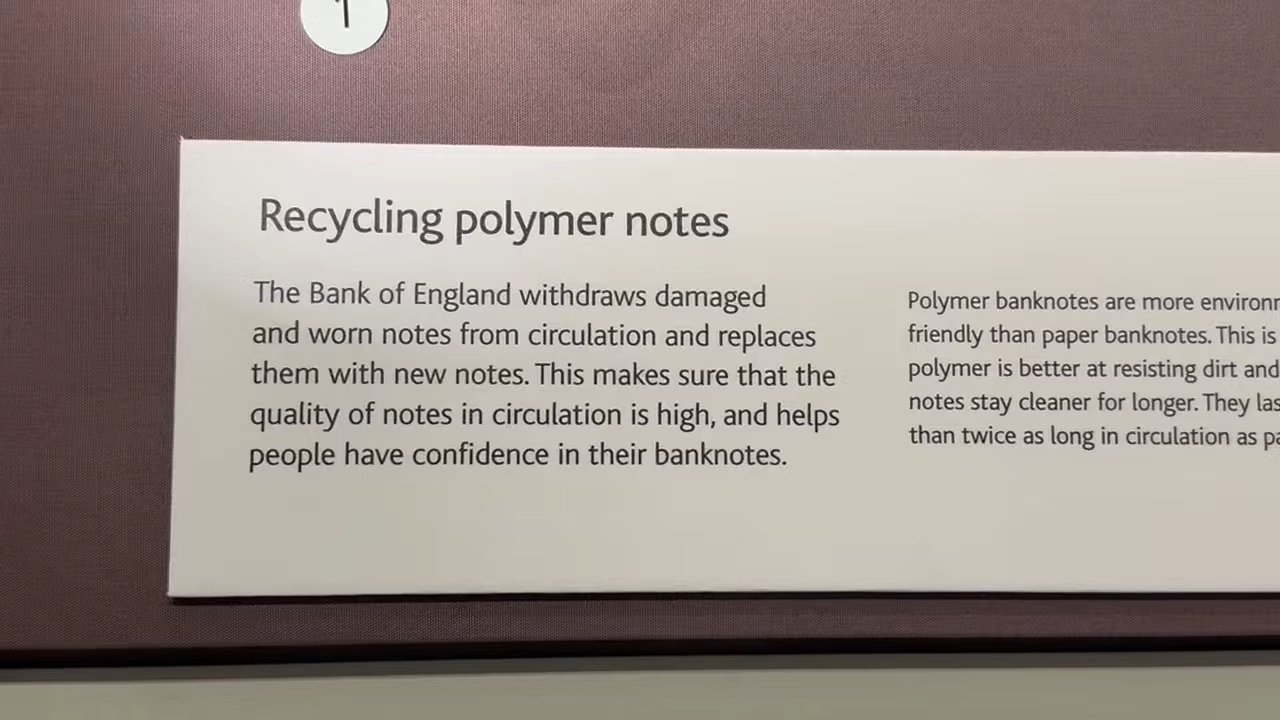 1
Recycling polymer notes
The Bank of England withdraws damaged
and worn notes from circulation and replaces
them with new notes. This makes sure that the
quality of notes in circulation is high, and helps
people have confidence in their banknotes.
Polymer banknotes are more
friendly than paper banknotes. This is
polymer is better at resisting dirt and
notes stay cleaner for longer. They
than twice as long in circulation as